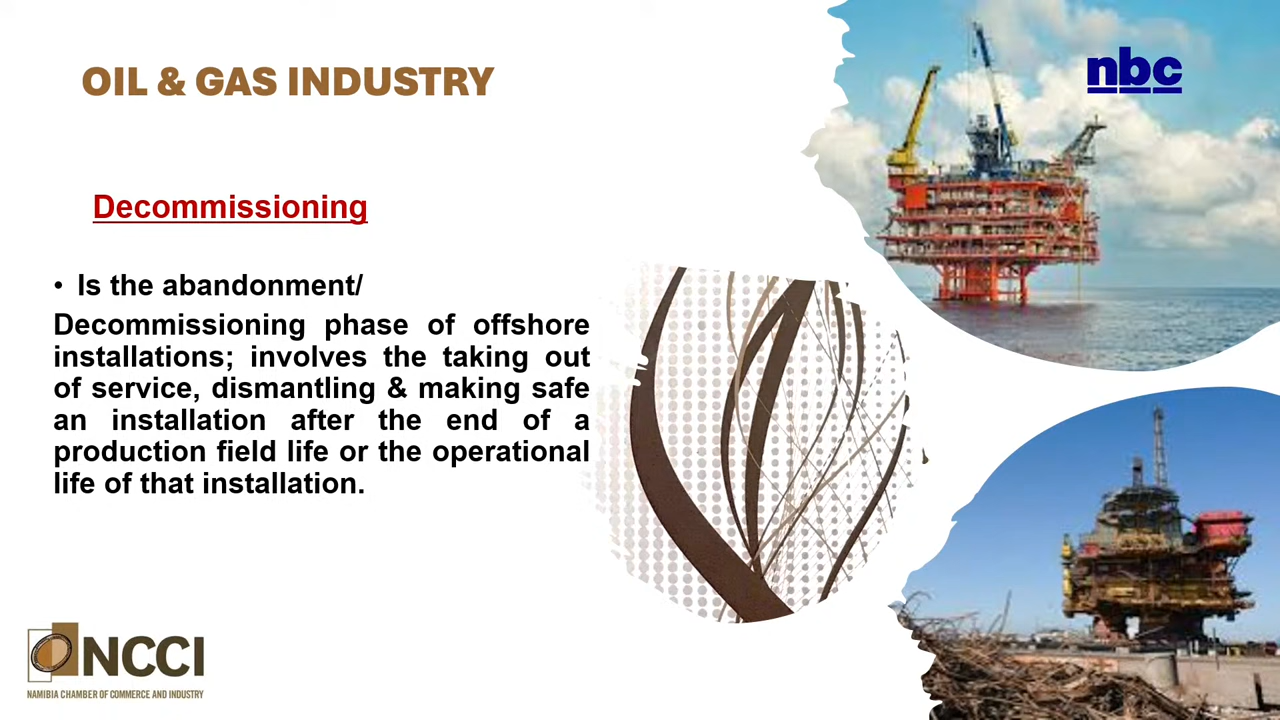 OIL & GAS INDUSTRY
nbc
Decommissioning
• Is the abandonment/
Decommissioning phase of offshore
installations; involves the taking out
of service, dismantling & making safe
an installation after the end of a
production field life or the operational
life of that installation.
NCCI
NAMIBIA CHAMBER OF COMMERCE AND INDUSTRY